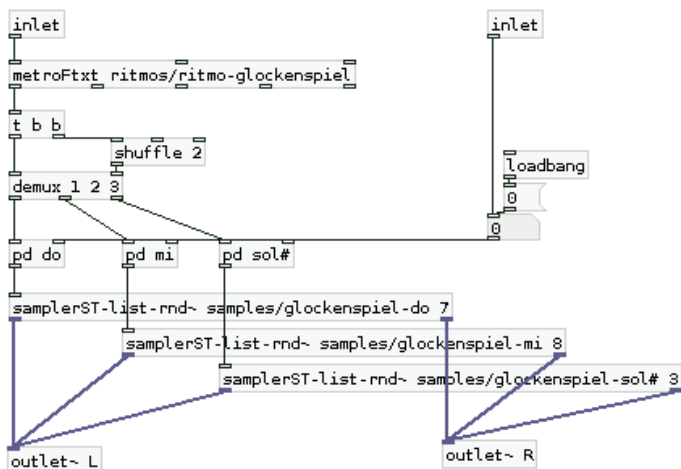 inlet
inlet
metroFtxt ritmos/ritmo-glockenspiel
t b b
shuffle 2
loadbang
demux 1 2 3
0
0
pd do
pd mi
pd sol#
samplerST-list-rnd~ samples/glockenspiel-do 7
samplerST-list-rnd~ samples/glockenspiel-mi 8
samplerST-list-rnd~ samples/glockenspiel-sol# 3
outlet~ L
outlet~ R